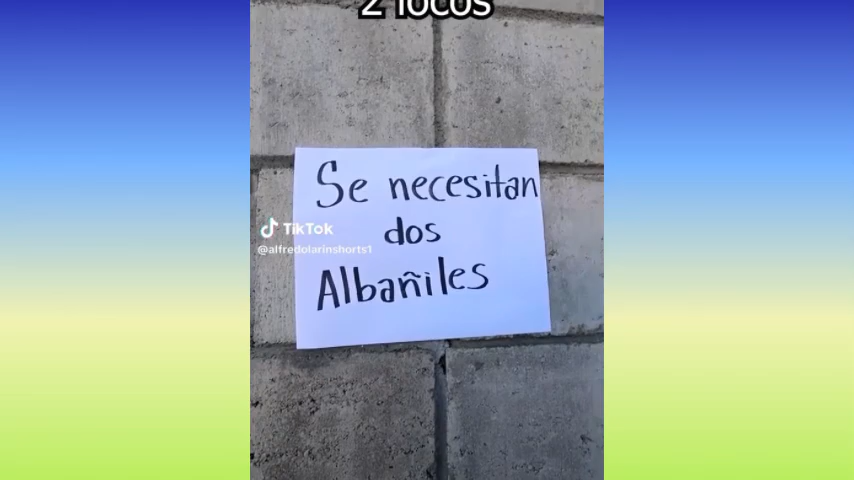 2 locos
Se necesitan
dos
Albañiles
TikTok
@alfredolarinshorts1